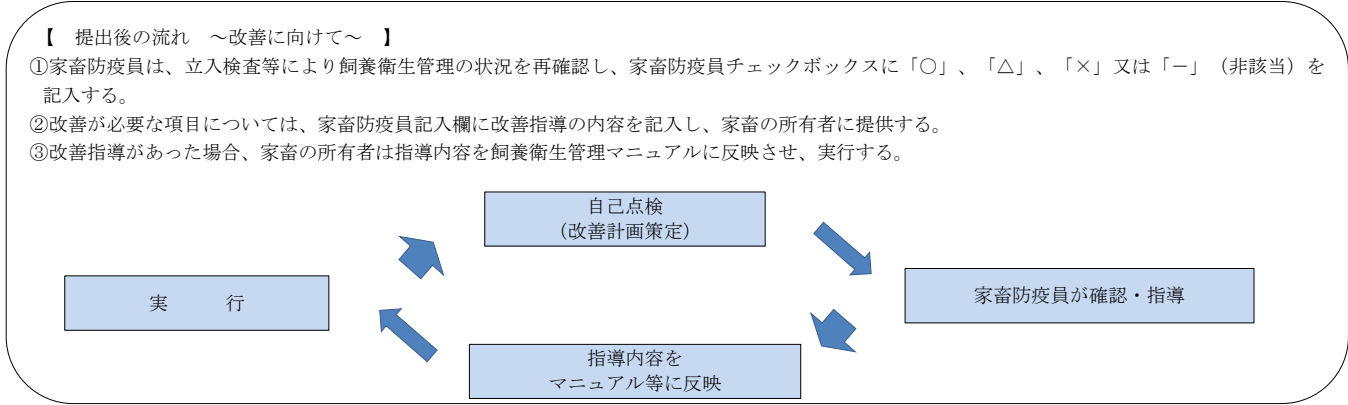 【　提出後の流れ　～改善に向けて～　】
①家畜防疫員は、立入検査等により飼養衛生管理の状況を再確認し、家畜防疫員チェックボックスに「○」、「△」、「×」又は「－」（非該当）を
記入する。
②改善が必要な項目については、家畜防疫員記入欄に改善指導の内容を記入し、家畜の所有者に提供する。
③改善指導があった場合、家畜の所有者は指導内容を飼養衛生管理マニュアルに反映させ、実行する。
自己点検
（改善計画策定）
家畜防疫員が確認・指導
指導内容を
マニュアル等に反映
実　　　行